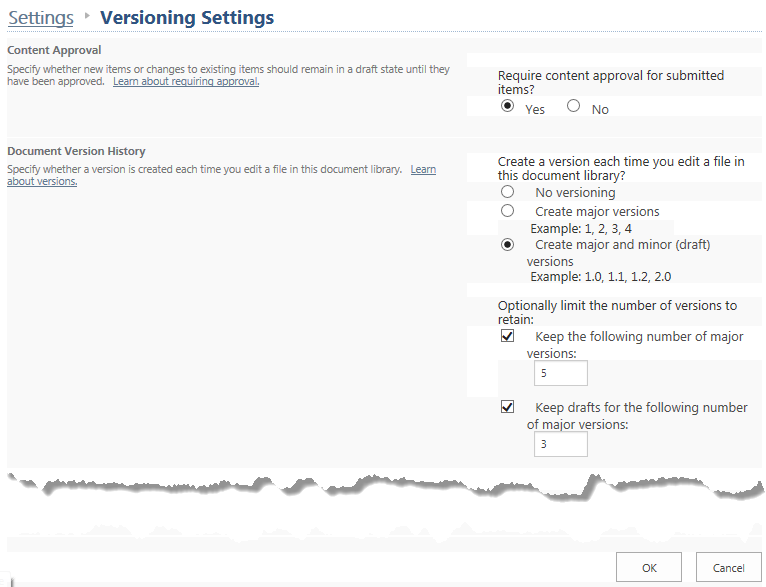 Settings ▸ Versioning Settings
Content Approval
Specify whether new items or changes to existing items should remain in a draft state until they
have been approved. Learn about requiring approval.
Require content approval for submitted
items?
Yes No
Document Version History
Specify whether a version is created each time you edit a file in this document library. Learn
about versions.
Create a version each time you edit a file in
this document library?
No versioning
Create major versions
Example: 1, 2, 3, 4
Create major and minor (draft)
versions
Example: 1.0, 1.1, 1.2, 2.0
Optionally limit the number of versions to
retain:
Keep the following number of major
versions:
5
Keep drafts for the following number
of major versions:
3
OK Cancel